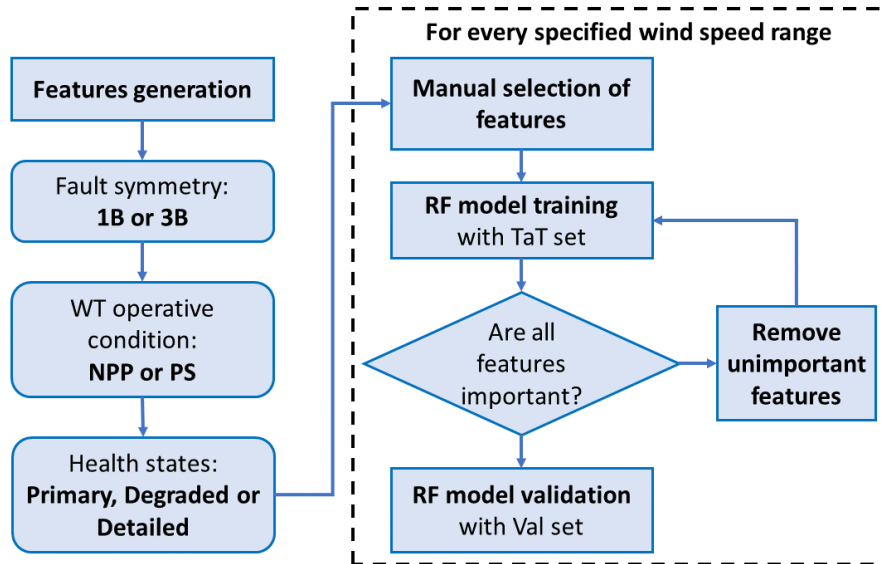 Features generation
Fault symmetry:
1B or 3B
WT operative
condition:
NPP or PS
Health states:
Primary, Degraded or
Detailed
For every specified wind speed range
Manual selection of
features
RF model training
with TaT set
Are all
features
important?
Remove
unimportant
features
RF model validation
with Val set